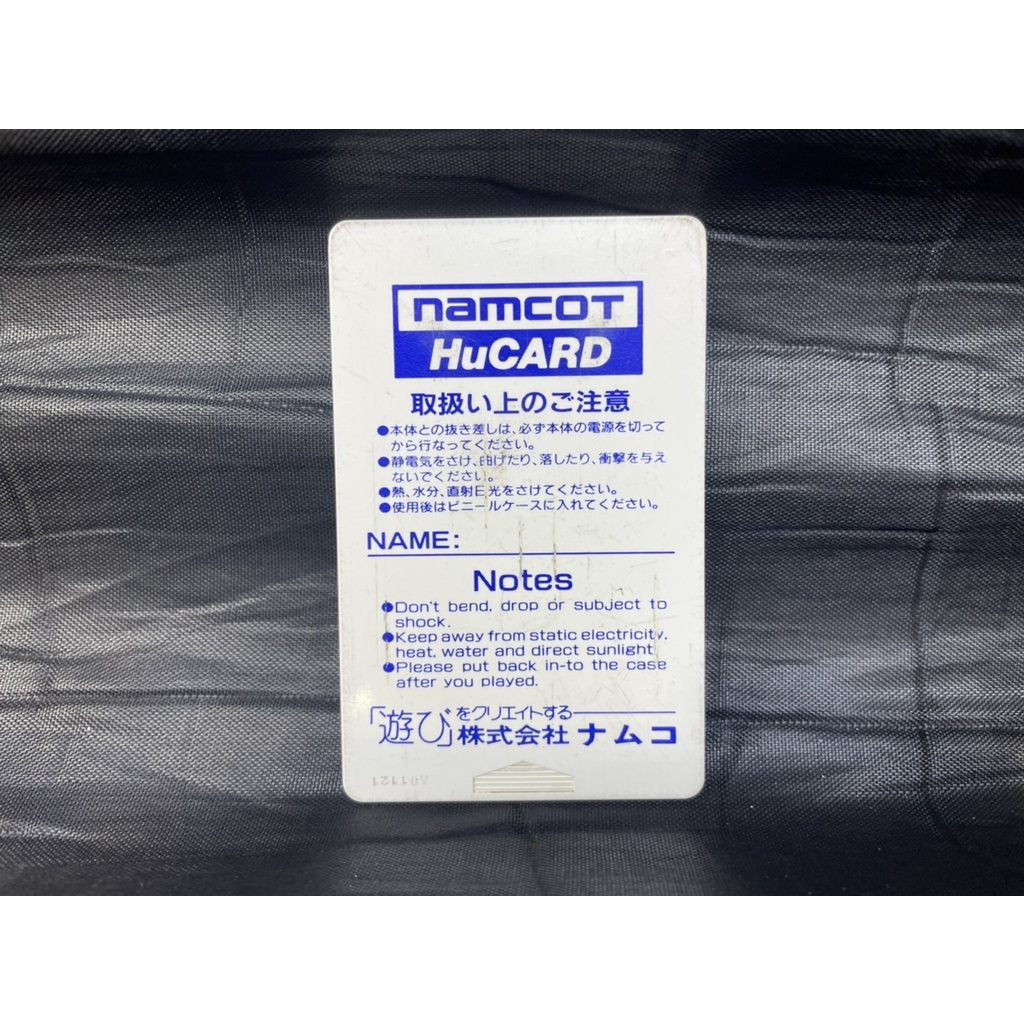 namcoT
HuCARD
取扱い上のご注意
●本体との抜き差しは、必ず本体の電源を切って
から行なってください。
●静電気をさけ、曲げたり、落したり、衝撃を与え
ないでください。
●熱、水分、直射日光をさけてください。
●使用後はビニールケースに入れてください。
NAME:
Notes
●Don't bend, drop or subject to
shock.
●Keep away from static electricity,
heat, water and direct sunlight.
●Please put back in-to the case
after you played.
「遊び」をクリエイトする
株式会社ナムコ